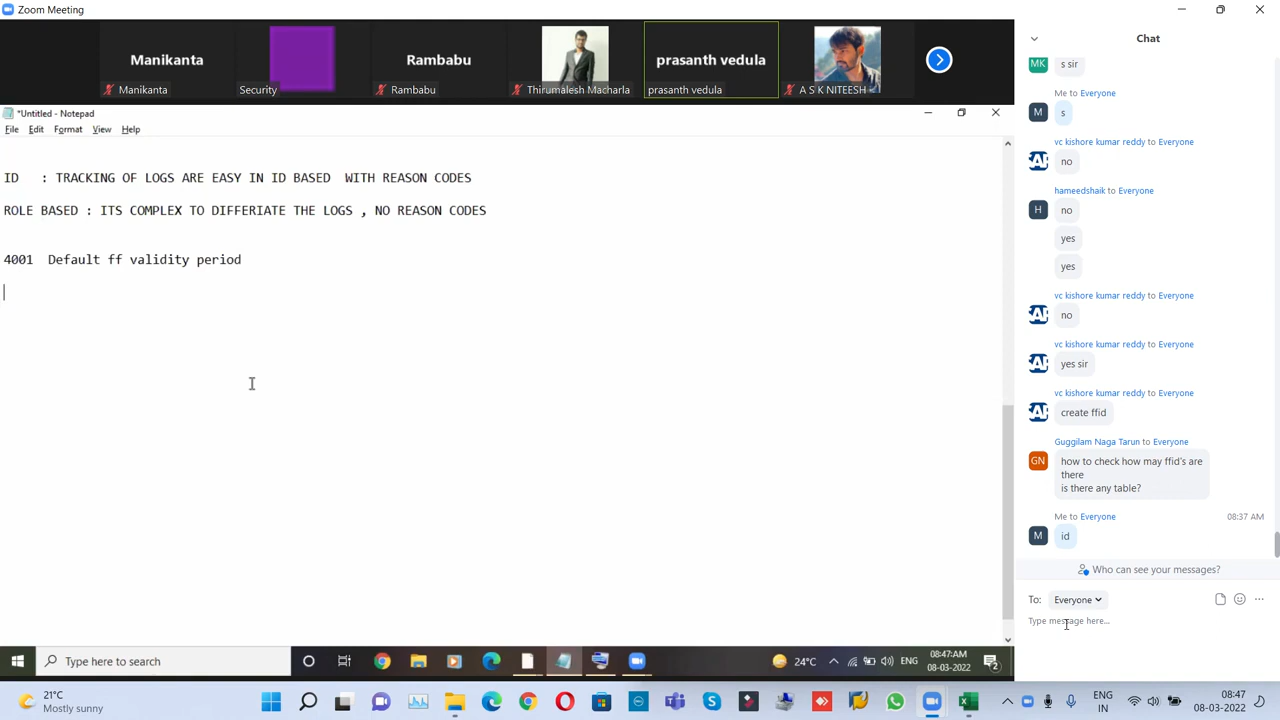 Zoom Meeting
Manikanta
Manikanta
Security
Rambabu
Rambabu
Thirumalesh Macharla
prasanth vedula
prasanth vedula
A S K NITEESH
*Untitled - Notepad
File Edit Format View Help
ID : TRACKING OF LOGS ARE EASY IN ID BASED WITH REASON CODES
ROLE BASED : ITS COMPLEX TO DIFFERIATE THE LOGS , NO REASON CODES
4001 Default ff validity period
Type here to search
24°C
ENG
08:47:AM
08-03-2022
2
Chat
MK
s sir
Me to Everyone
M
s
vc kishore kumar reddy to Everyone
no
hameedshaik to Everyone
H
no
yes
yes
vc kishore kumar reddy to Everyone
no
vc kishore kumar reddy to Everyone
yes sir
vc kishore kumar reddy to Everyone
create ffid
Guggilam Naga Tarun to Everyone
GN
how to check how may ffid's are
there
is there any table?
Me to Everyone 08:37 AM
M
id
Who can see your messages?
To: Everyone
Type message here...
21°C
Mostly sunny
ENG
IN
08:47
08-03-2022